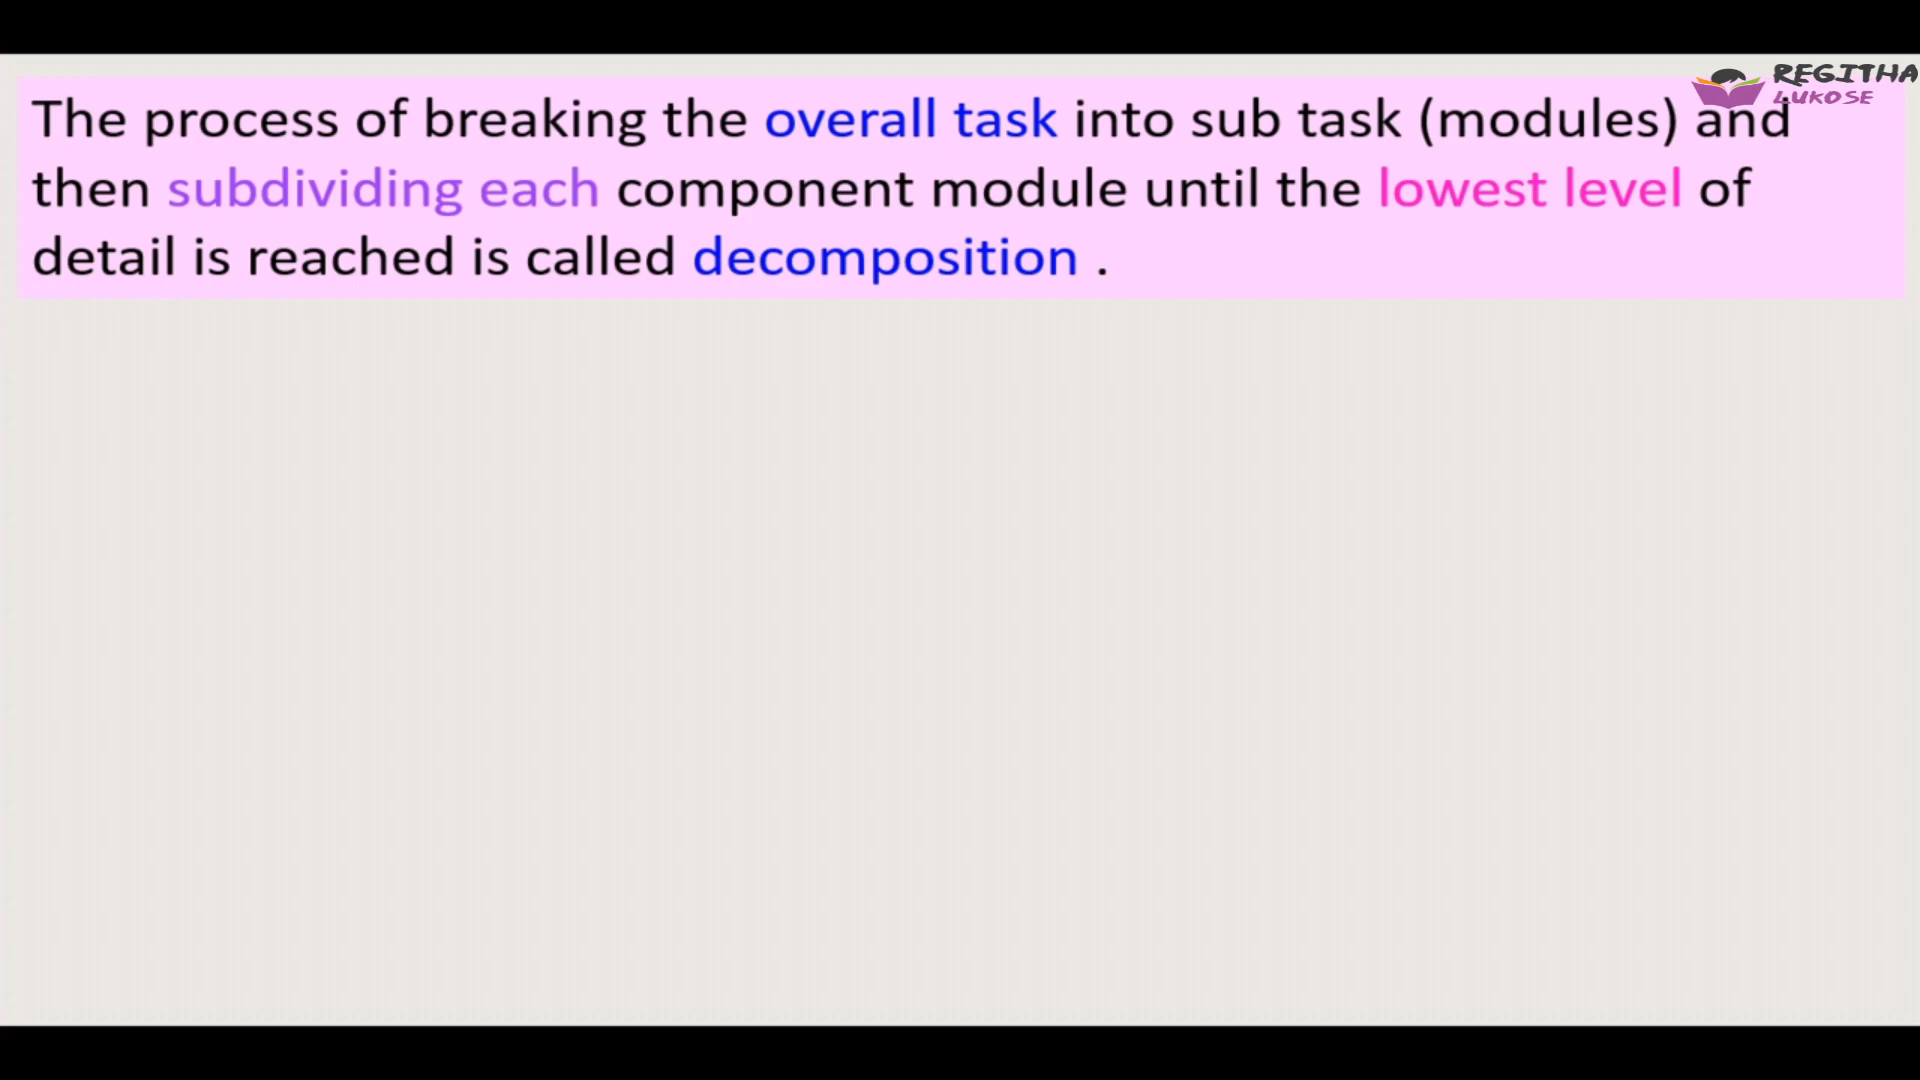 REGITHA
LUKOSE
The process of breaking the overall task into sub task (modules) and
then subdividing each component module until the lowest level of
detail is reached is called decomposition .